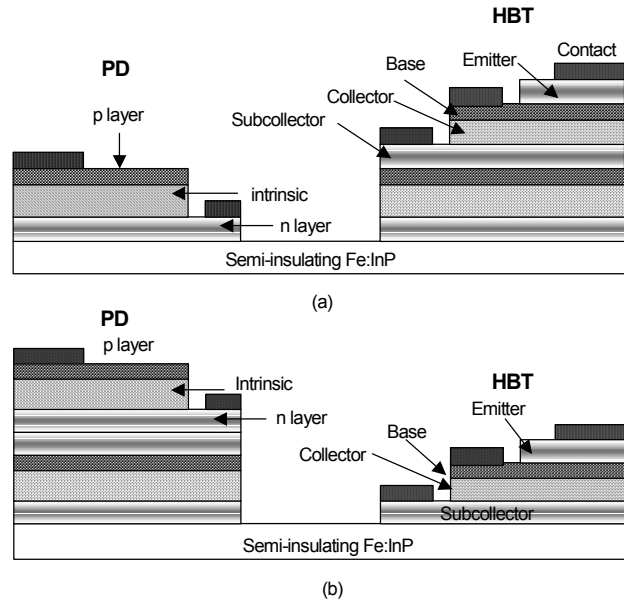 HBT
PD
Contact
Emitter
Base
Collector
p layer
Subcollector
intrinsic
n layer
Semi-insulating Fe:InP
(a)
PD
p layer
HBT
Intrinsic
Emitter
n layer
Base
Collector
Subcollector
Semi-insulating Fe:InP
(b)